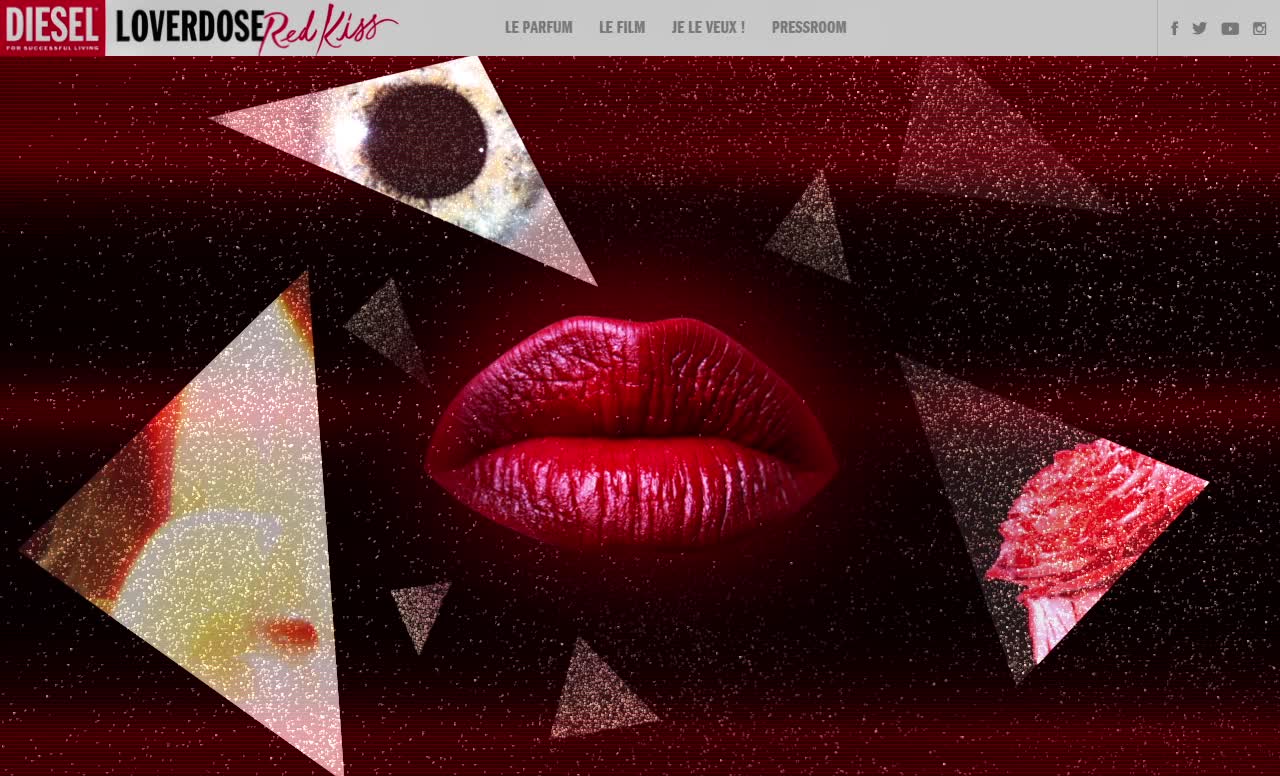 DIESEL
FOR SUCCESSFUL LIVING
LOVERDOSE Red Kiss
LE PARFUM
LE FILM
JE LE VEUX !
PRESSROOM